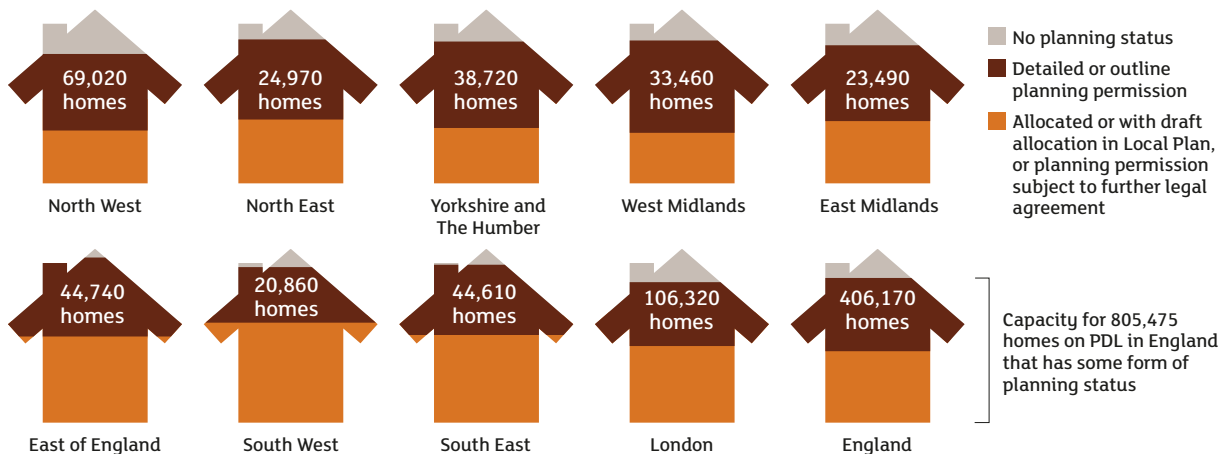 69,020
homes
24,970
homes
38,720
homes
33,460
homes
23,490
homes
North West
North East
Yorkshire and
The Humber
West Midlands
East Midlands
No planning status
Detailed or outline
planning permission
Allocated or with draft
allocation in Local Plan,
or planning permission
subject to further legal
agreement
44,740
homes
20,860
homes
44,610
homes
106,320
homes
406,170
homes
East of England
South West
South East
London
England
Capacity for 805,475
homes on PDL in England
that has some form of
planning status